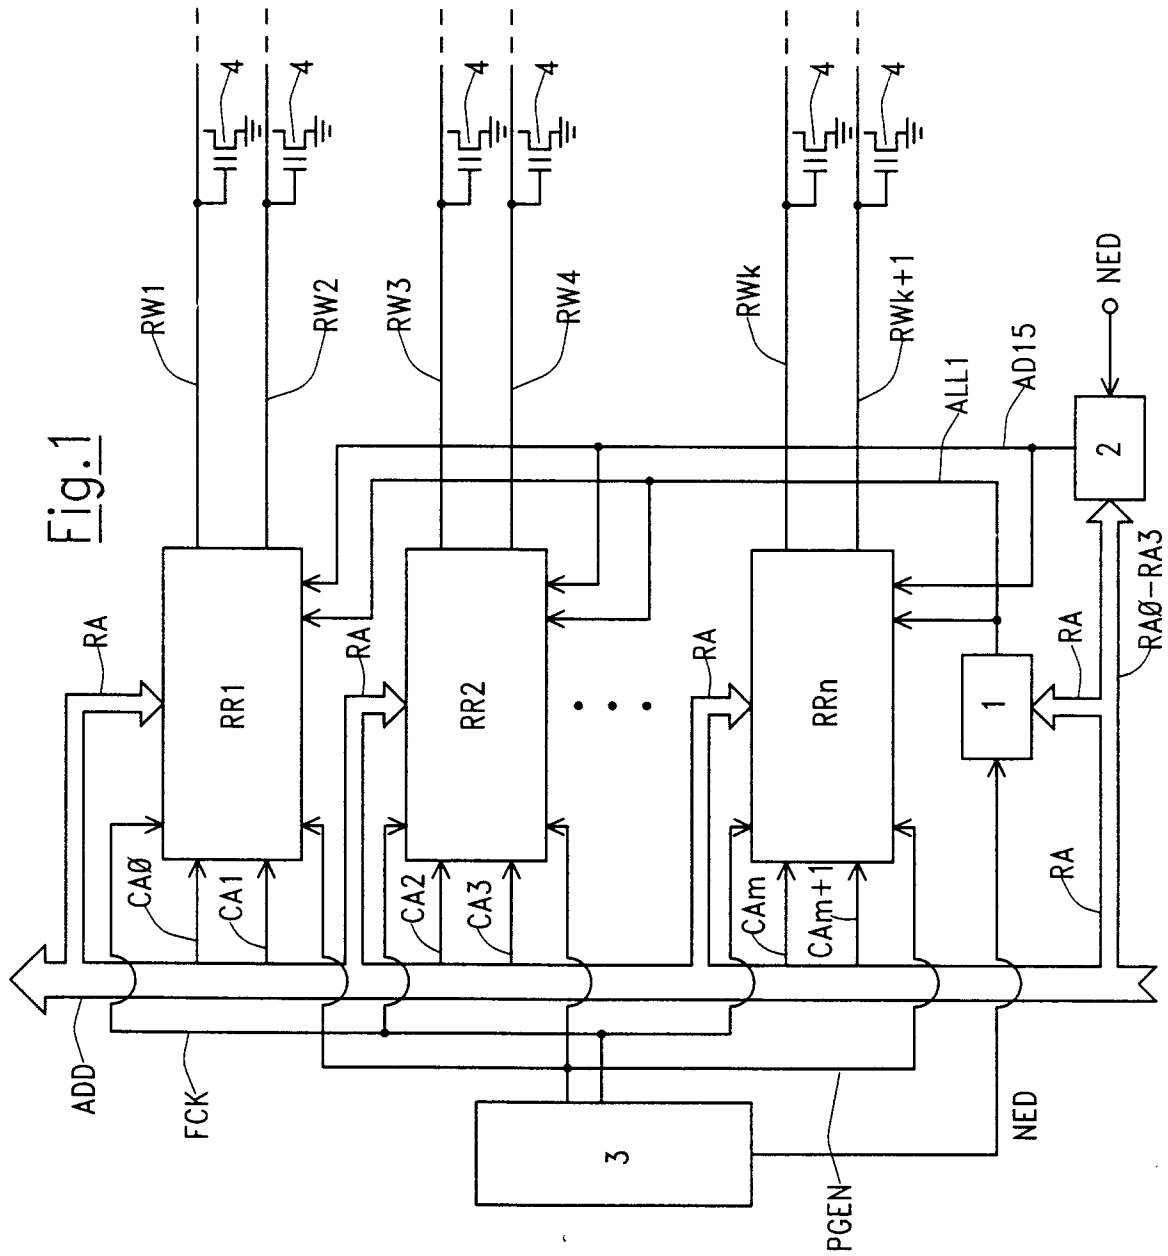 Fig.1
RW1
RW2
RW3
RW4
RWk
RWk+1
4
4
4
4
4
4
ALL1
AD15
NED
2
RA
RA
RA
RA
RA
RAØ-RA3
RR1
RR2
RRn
1
CAØ
CA1
CA2
CA3
CAm
CAm+1
ADD
FCK
3
PGEN
NED